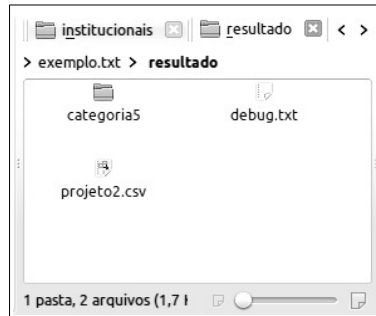 institucionais resultado < >
> exemplo.txt > resultado
categoria5 debug.txt
projeto2.csv
1 pasta, 2 arquivos (1,7 k